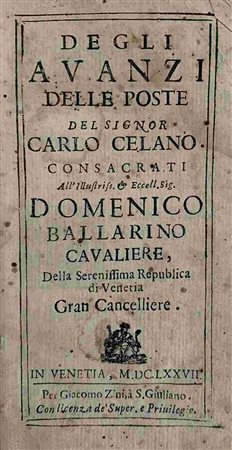 DEGLI
AVANZI
DELLE POSTE
DEL SIGNOR
CARLO CELANO.
CONSACRATI
All'Illuſtriſs. & Eccell. Sig.
DOMENICO
BALLARINO
CAVALIERE,
Della Sereniſſima Republica
di Venetia
Gran Cancelliere.
IN VENETIA, M.DC.LXXVII.
Per Giacomo Zini, à S. Giuliano.
Con licenza de' Super. e Priuilegio.